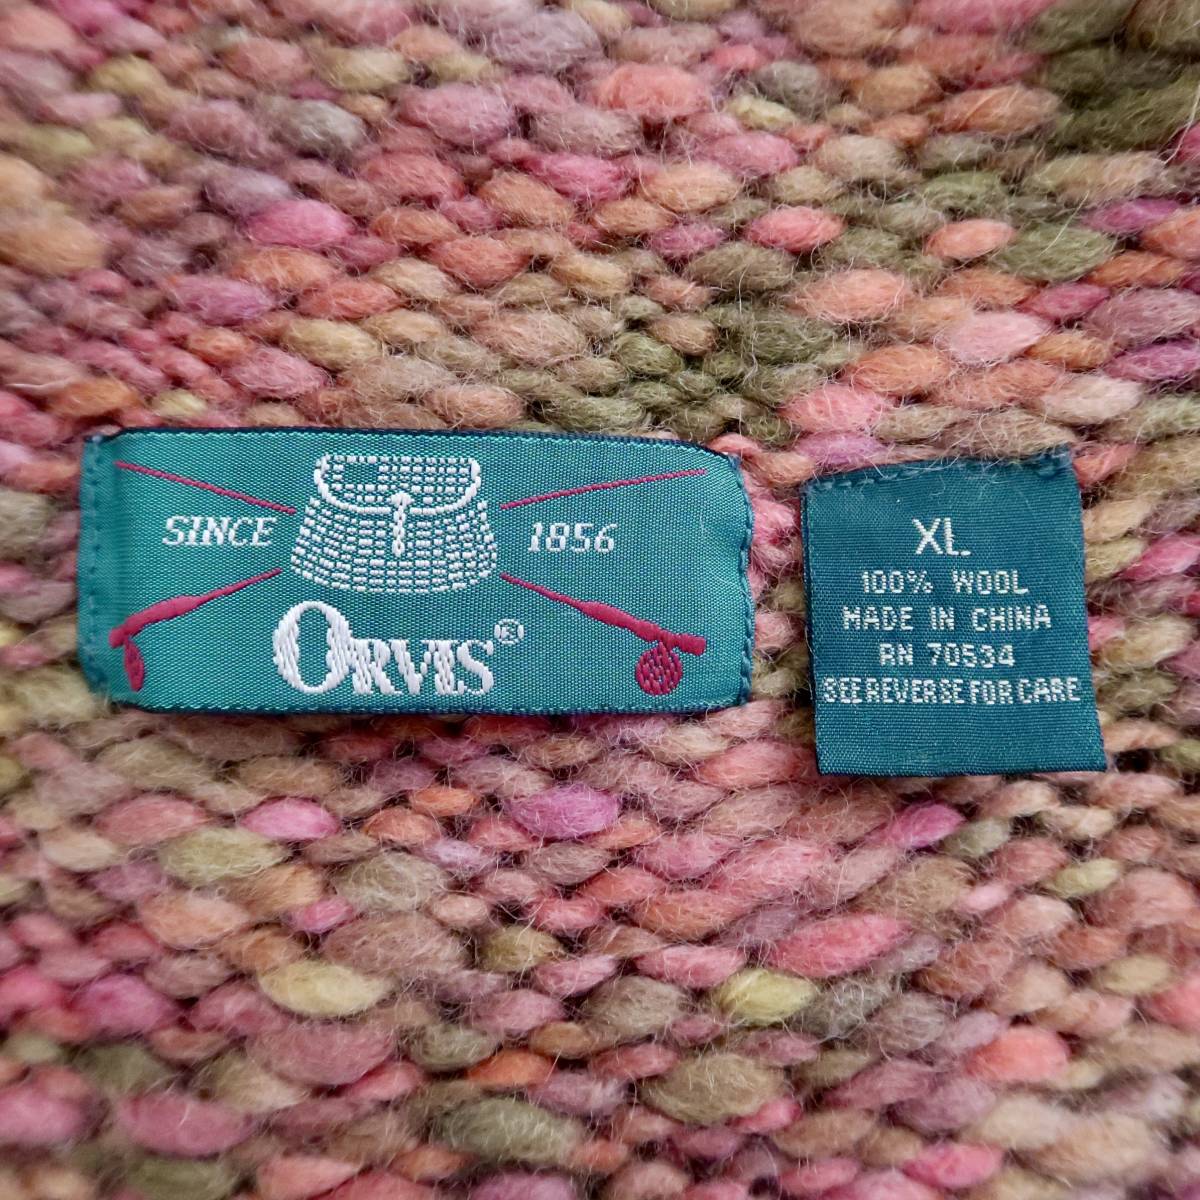 SINCE 1856
ORVIS®
XL
100% WOOL
MADE IN CHINA
RN 70534
SEE REVERSE FOR CARE